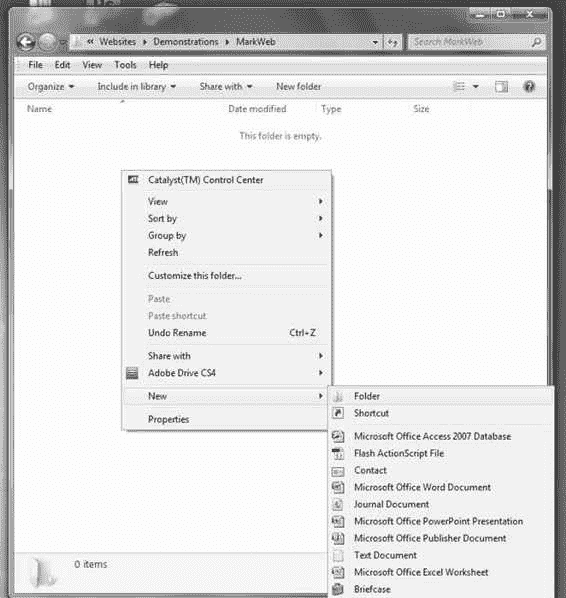 « Websites ▸ Demonstrations ▸ MarkWeb
Search MarkWeb
File Edit View Tools Help
Organize ▾ Include in library ▾ Share with ▾ New folder
Name Date modified Type Size
This folder is empty.
Catalyst(TM) Control Center
View
Sort by
Group by
Refresh
Customize this folder...
Paste
Paste shortcut
Undo Rename Ctrl+Z
Share with
Adobe Drive CS4
New
Properties
Folder
Shortcut
Microsoft Office Access 2007 Database
Flash ActionScript File
Contact
Microsoft Office Word Document
Journal Document
Microsoft Office PowerPoint Presentation
Microsoft Office Publisher Document
Text Document
Microsoft Office Excel Worksheet
Briefcase
0 items